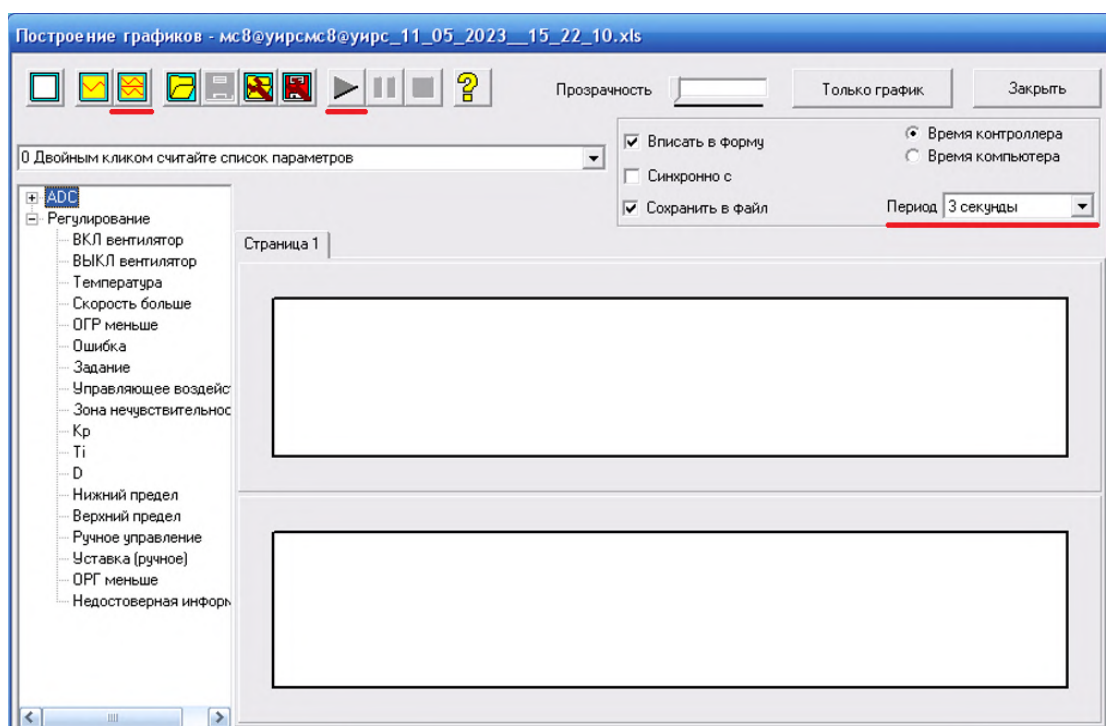 Построение графиков - мс8@уирсмс8@уирс_11_05_2023__15_22_10.xls
Прозрачность
Только график
Закрыть
0 Двойным кликом считайте список параметров
Вписать в форму
Время контроллера
Время компьютера
Синхронно с
Сохранить в файл
Период 3 секунды
ADC
Регулирование
ВКЛ вентилятор
ВЫКЛ вентилятор
Температура
Скорость больше
ОГР меньше
Ошибка
Задание
Управляющее воздейс
Зона нечувствительнос
Kp
Ti
D
Нижний предел
Верхний предел
Ручное управление
Уставка (ручное)
ОРГ меньше
Недостоверная информ
Страница 1